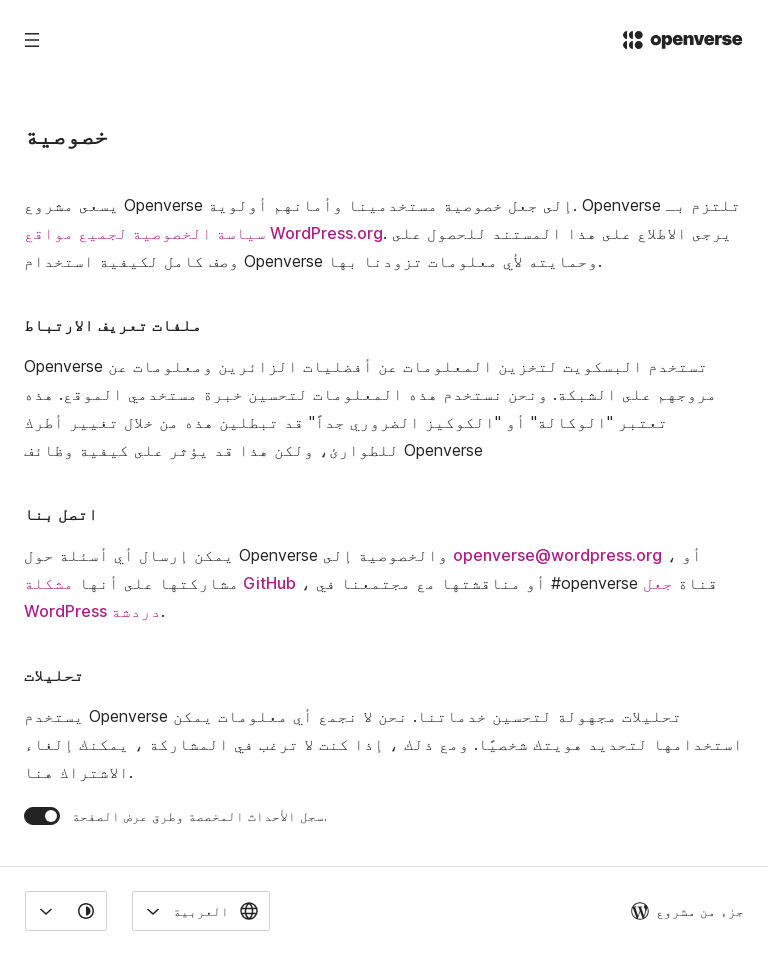 openverse
خصوصية
يسعى مشروع Openverse إلى جعل خصوصية مستخدمينا وأمانهم أولوية. Openverse تلتزم بـ
سياسة الخصوصية لجميع مواقع WordPress.org. يرجى الاطلاع على هذا المستند للحصول على
وصف كامل لكيفية استخدام Openverse وحمايته لأي معلومات تزودنا بها.
ملفات تعريف الارتباط
Openverse تستخدم البسكويت لتخزين المعلومات عن أفضليات الزائرين ومعلومات عن
مروجهم على الشبكة. ونحن نستخدم هذه المعلومات لتحسين خبرة مستخدمي الموقع. هذه
تعتبر "الوكالة" أو "الكوكيز الضروري جداً" قد تبطلين هذه من خلال تغيير أطرك
للطوارئ، ولكن هذا قد يؤثر على كيفية وظائف Openverse
اتصل بنا
يمكن إرسال أي أسئلة حول Openverse والخصوصية إلى openverse@wordpress.org ، أو
مشاركتها على أنها مشكلة GitHub ، أو مناقشتها مع مجتمعنا في #openverse قناة جعل
WordPress دردشة.
تحليلات
يستخدم Openverse تحليلات مجهولة لتحسين خدماتنا. نحن لا نجمع أي معلومات يمكن
استخدامها لتحديد هويتك شخصيًا. ومع ذلك ، إذا كنت لا ترغب في المشاركة ، يمكنك إلغاء
الاشتراك هنا.
سجل الأحداث المخصصة وطرق عرض الصفحة.
جزء من مشروع
العربية